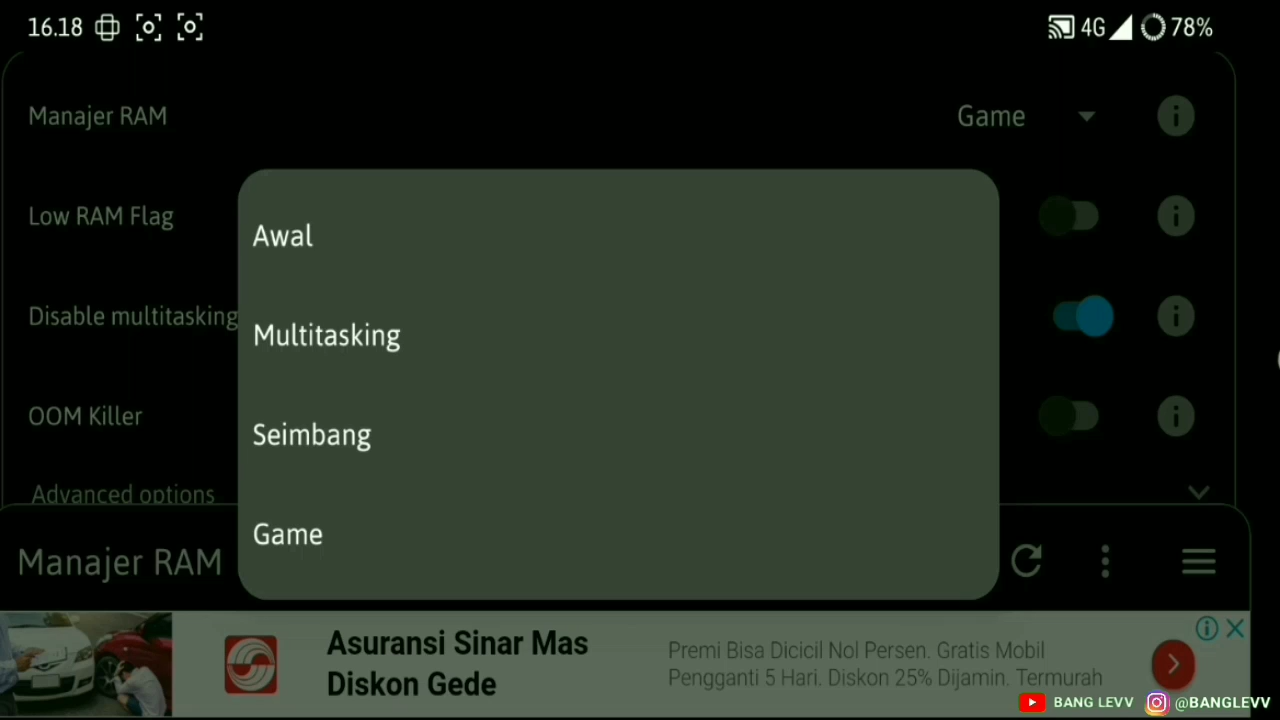 16.18
4G
78%
Manajer RAM
Game
Low RAM Flag
Disable multitasking
OOM Killer
Advanced options
Awal
Multitasking
Seimbang
Game
Manajer RAM
Asuransi Sinar Mas
Diskon Gede
Premi Bisa Dicicil Nol Persen. Gratis Mobil
Pengganti 5 Hari. Diskon 25% Dijamin. Termurah
BANG LEVV
@BANGLEVV